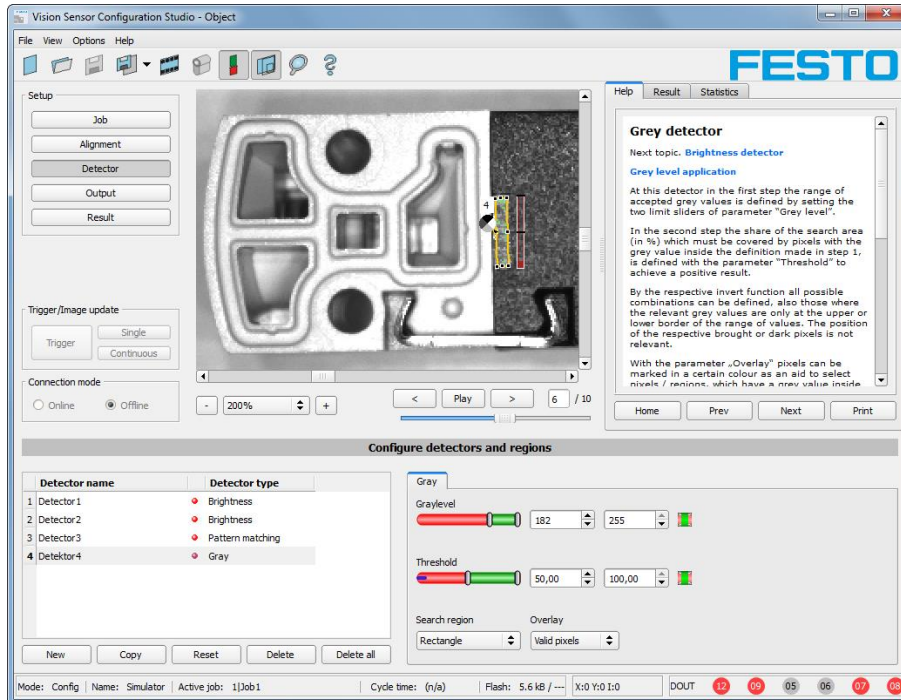 Vision Sensor Configuration Studio - Object
File View Options Help
FESTO
Setup
Job
Alignment
Detector
Output
Result
Trigger/Image update
Trigger
Single
Continuous
Connection mode
Online
Offline
4
-
200%
+
<
Play
>
6
/ 10
Help
Result
Statistics
Grey detector
Next topic. Brightness detector
Grey level application
At this detector in the first step the range of
accepted grey values is defined by setting the
two limit sliders of parameter "Grey level".
In the second step the share of the search area
(in %) which must be covered by pixels with the
grey value inside the definition made in step 1,
is defined with the parameter "Threshold" to
achieve a positive result.
By the respective invert function all possible
combinations can be defined, also those where
the relevant grey values are only at the upper or
lower border of the range of values. The position
of the respective brought or dark pixels is not
relevant.
With the parameter „Overlay" pixels can be
marked in a certain colour as an aid to select
pixels / regions, which have a grey value inside
Home
Prev
Next
Print
Configure detectors and regions
Detector name Detector type
1 Detector1 Brightness
2 Detector2 Brightness
3 Detector3 Pattern matching
4 Detektor4 Gray
New
Copy
Reset
Delete
Delete all
Gray
Graylevel
182
255
Threshold
50,00
100,00
Search region
Overlay
Rectangle
Valid pixels
Mode: Config Name: Simulator Active job: 1|Job1 Cycle time: (n/a) Flash: 5.6 kB / --- X:0 Y:0 I:0 DOUT 12 09 05 06 07 08